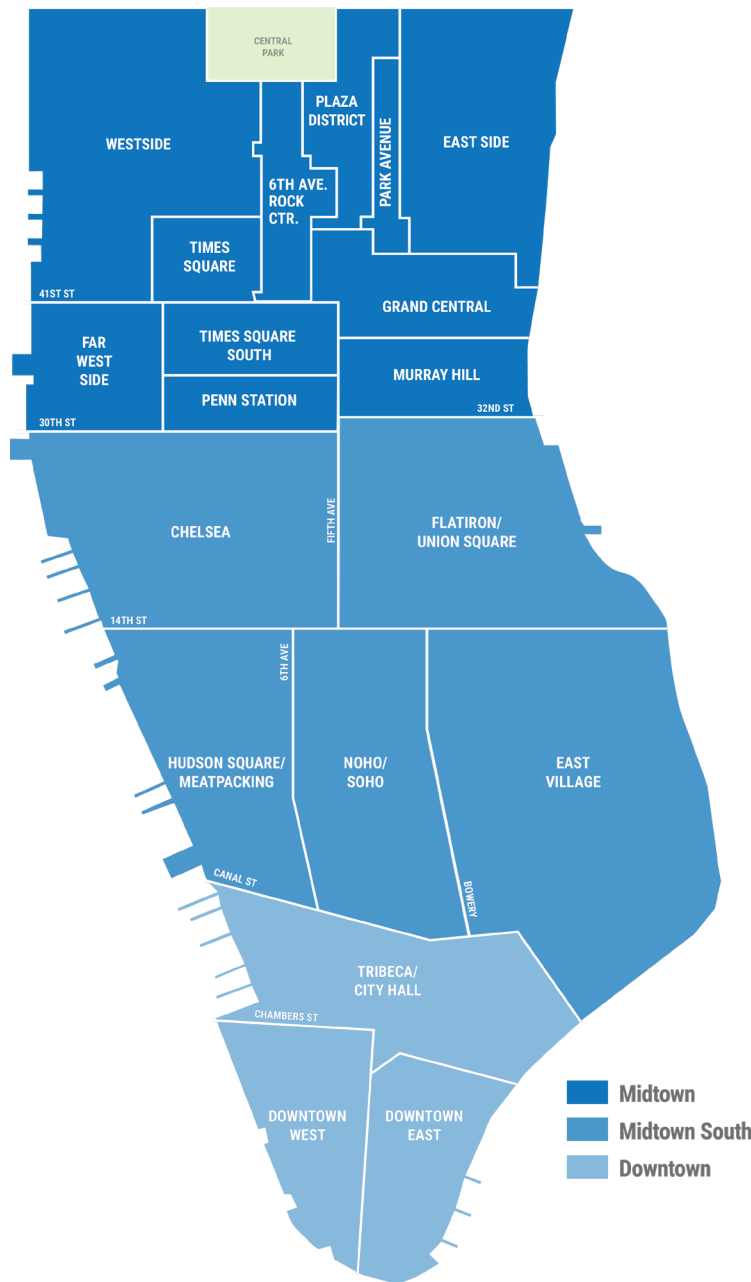 CENTRAL
PARK
PLAZA
DISTRICT
WESTSIDE
PARK AVENUE
EAST SIDE
6TH AVE.
ROCK
CTR.
TIMES
SQUARE
41ST ST
GRAND CENTRAL
FAR
WEST
SIDE
TIMES SQUARE
SOUTH
MURRAY HILL
PENN STATION
32ND ST
30TH ST
FIFTH AVE
CHELSEA
FLATIRON/
UNION SQUARE
14TH ST
6TH AVE
HUDSON SQUARE/
MEATPACKING
NOHO/
SOHO
EAST
VILLAGE
CANAL ST
BOWERY
TRIBECA/
CITY HALL
CHAMBERS ST
DOWNTOWN
WEST
DOWNTOWN
EAST
Midtown
Midtown South
Downtown